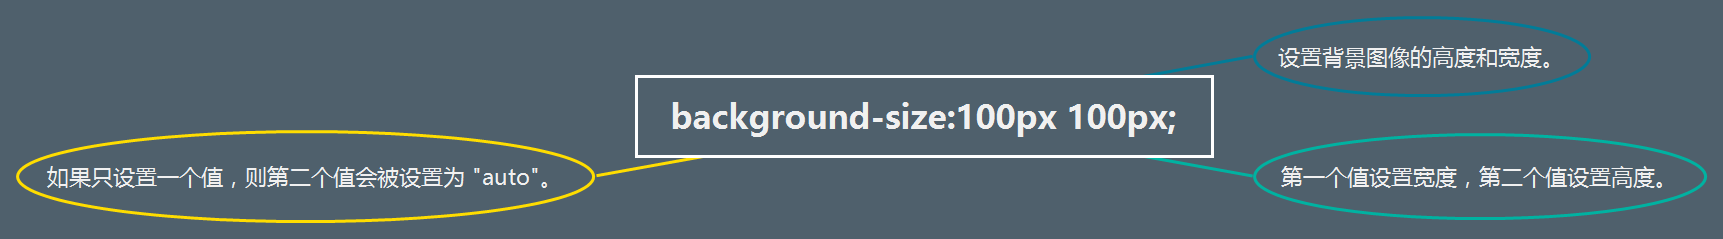 设置背景图像的高度和宽度。
background-size:100px 100px;
如果只设置一个值，则第二个值会被设置为 "auto"。
第一个值设置宽度，第二个值设置高度。